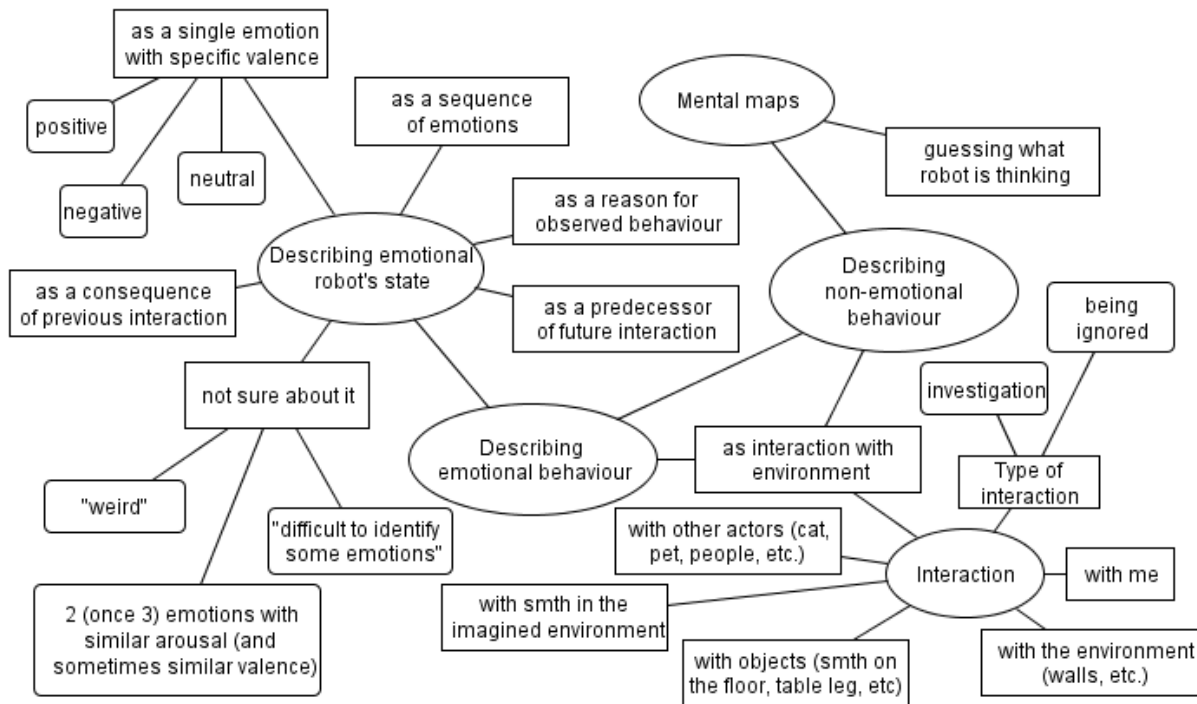 as a single emotion
with specific valence
positive
negative
neutral
as a sequence
of emotions
Mental maps
guessing what
robot is thinking
as a reason for
observed behaviour
Describing emotional
robot's state
as a consequence
of previous interaction
as a predecessor
of future interaction
Describing
non-emotional
behaviour
being
ignored
not sure about it
investigation
Describing
emotional behaviour
as interaction with
environment
Type of
interaction
"weird"
"difficult to identify
some emotions"
with other actors (cat,
pet, people, etc.)
Interaction
with me
2 (once 3) emotions with
similar arousal (and
sometimes similar valence)
with smth in the
imagined environment
with objects (smth on
the floor, table leg, etc)
with the environment
(walls, etc.)